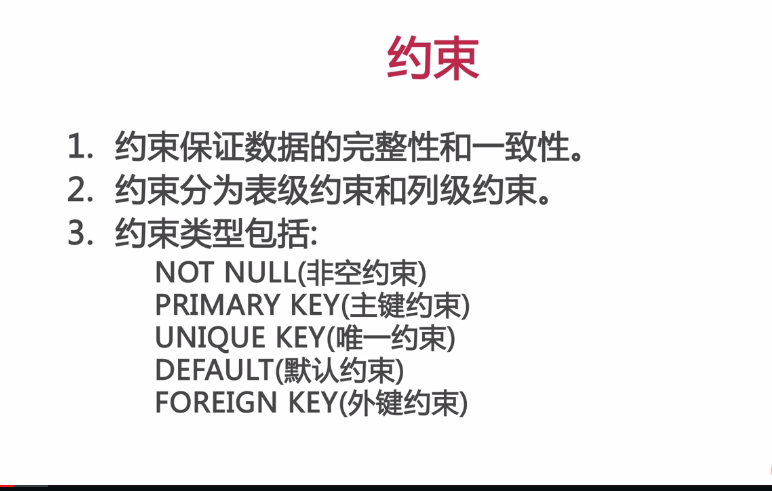 约束
1. 约束保证数据的完整性和一致性。
2. 约束分为表级约束和列级约束。
3. 约束类型包括:
NOT NULL(非空约束)
PRIMARY KEY(主键约束)
UNIQUE KEY(唯一约束)
DEFAULT(默认约束)
FOREIGN KEY(外键约束)